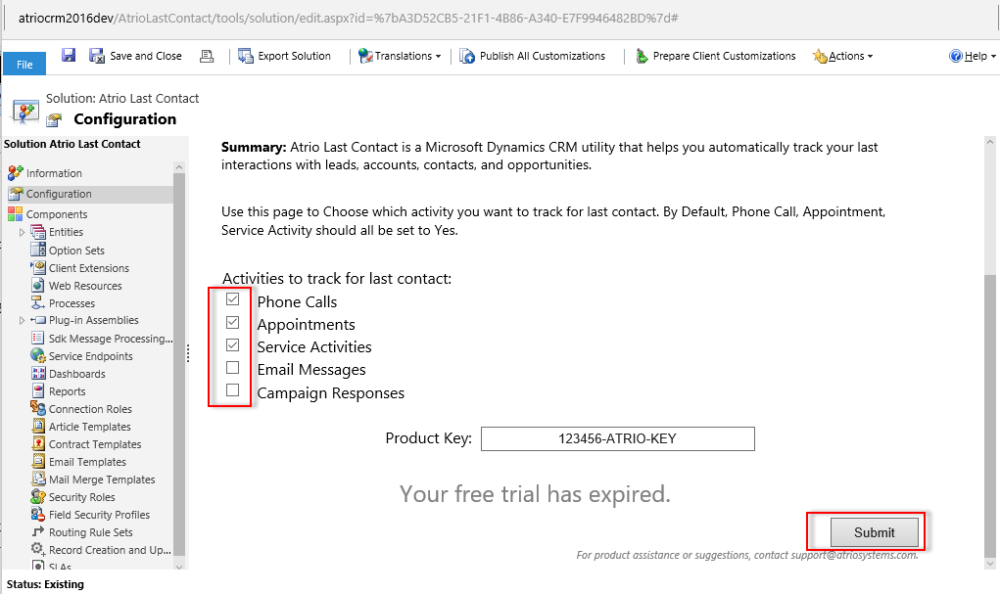 atriocrm2016dev/AtrioLastContact/tools/solution/edit.aspx?id=%7bA3D52CB5-21F1-4B86-A340-E7F9946482BD%7d#
File Save and Close Export Solution Translations Publish All Customizations Prepare Client Customizations Actions Help
Solution: Atrio Last Contact
Configuration
Solution Atrio Last Contact
Information
Configuration
Components
Entities
Option Sets
Client Extensions
Web Resources
Processes
Plug-in Assemblies
Sdk Message Processing...
Service Endpoints
Dashboards
Reports
Connection Roles
Article Templates
Contract Templates
Email Templates
Mail Merge Templates
Security Roles
Field Security Profiles
Routing Rule Sets
Record Creation and Up...
SLAs
Summary: Atrio Last Contact is a Microsoft Dynamics CRM utility that helps you automatically track your last
interactions with leads, accounts, contacts, and opportunities.
Use this page to Choose which activity you want to track for last contact. By Default, Phone Call, Appointment,
Service Activity should all be set to Yes.
Activities to track for last contact:
Phone Calls
Appointments
Service Activities
Email Messages
Campaign Responses
Product Key: 123456-ATRIO-KEY
Your free trial has expired.
Submit
For product assistance or suggestions, contact support@atriosystems.com.
Status: Existing